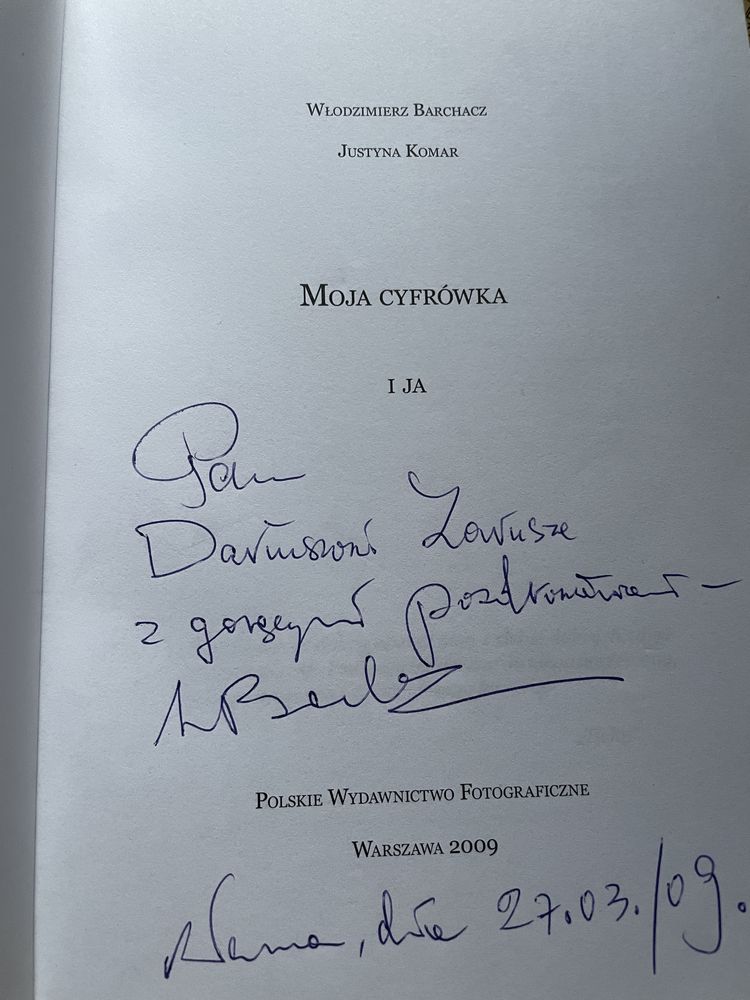 Włodzimierz Barchacz
Justyna Komar
Moja cyfrówka
i ja
Panu
Dariuszowi
z gorącymi pozdrowieniami –
Polskie Wydawnictwo Fotograficzne
Warszawa 2009
dnia 27.03./09.